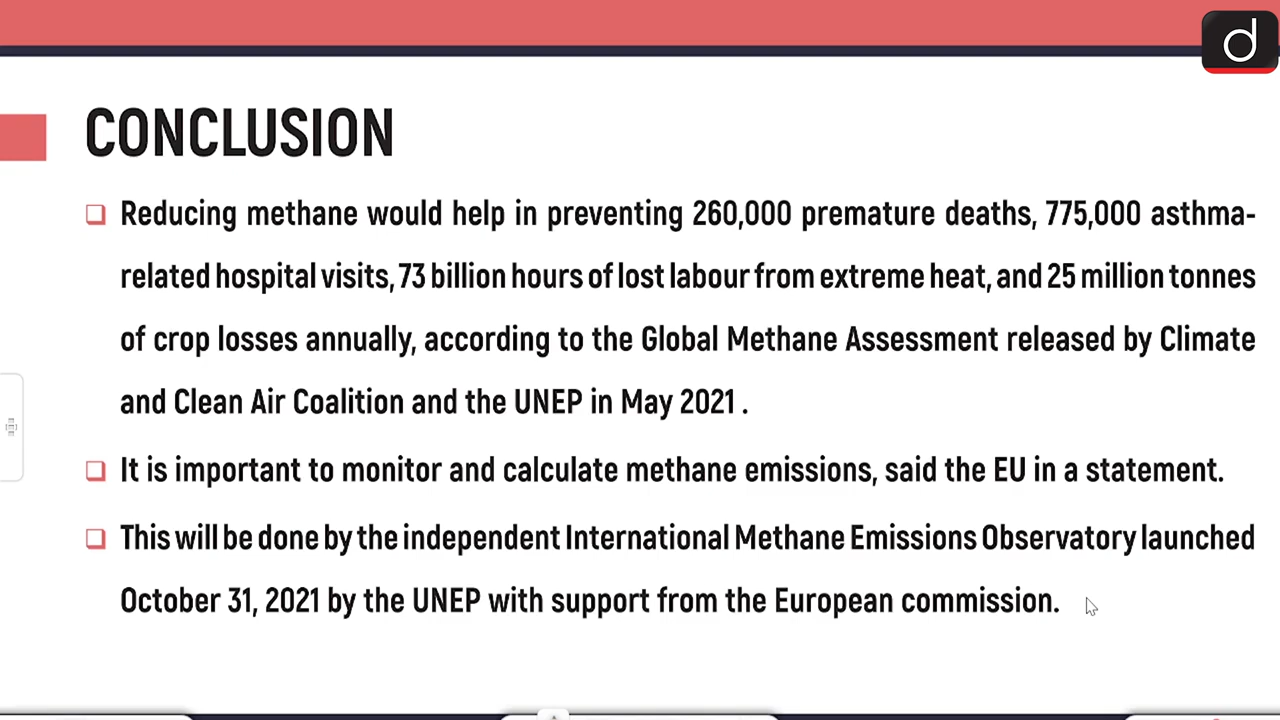 d
CONCLUSION
Reducing methane would help in preventing 260,000 premature deaths, 775,000 asthma-
related hospital visits, 73 billion hours of lost labour from extreme heat, and 25 million tonnes
of crop losses annually, according to the Global Methane Assessment released by Climate
and Clean Air Coalition and the UNEP in May 2021 .
It is important to monitor and calculate methane emissions, said the EU in a statement.
This will be done by the independent International Methane Emissions Observatory launched
October 31, 2021 by the UNEP with support from the European commission.